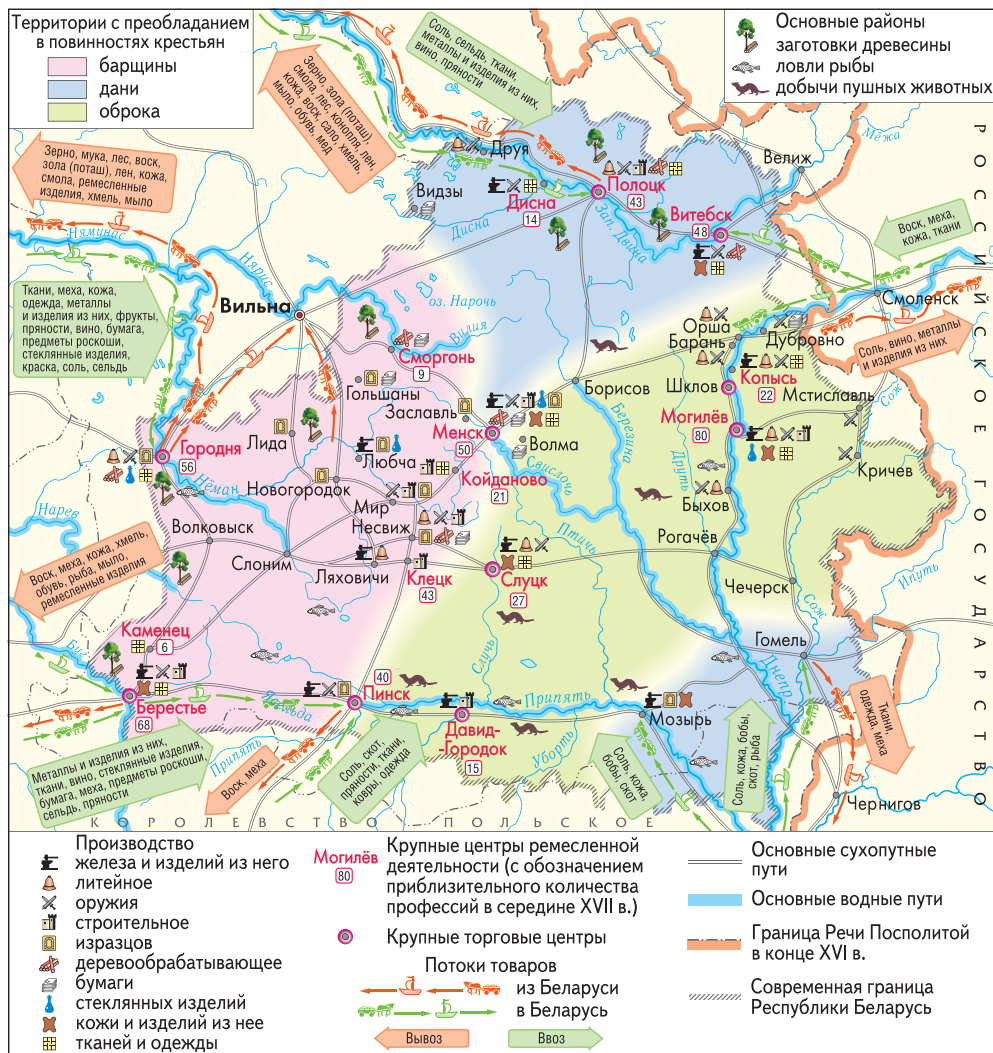 Территории с преобладанием
в повинностях крестьян
барщины
дани
оброка
Основные районы
заготовки древесины
ловли рыбы
добычи пушных животных
Соль, сельдь, ткани,
металлы и изделия из них,
вино, пряности
Зерно, зола (поташ),
смола, лес, конопля, лен,
кожа, воск, сало, хмель,
мыло, обувь, мед
Зерно, мука, лес, воск,
зола (поташ), лен, кожа,
смола, ремесленные
изделия, хмель, мыло
Ткани, меха, кожа,
одежда, металлы
и изделия из них, фрукты,
пряности, вино, бумага,
предметы роскоши,
стеклянные изделия,
краска, соль, сельдь
Воск, меха,
кожа, ткани
Соль, вино, металлы
и изделия из них
Воск, меха, кожа, хмель,
обувь, рыба, мыло,
ремесленные изделия
Металлы и изделия из них,
ткани, вино, стеклянные изделия,
бумага, меха, предметы роскоши,
сельдь, пряности
Воск, меха
Соль, скот,
пряности, ткани,
ковры, одежда
Соль, кожа,
бобы, скот
Соль, кожа, бобы,
скот, рыба
Ткани,
одежда, меха
РОССИЙСКОЕ ГОСУДАРСТВО
КОРОЛЕВСТВО ПОЛЬСКОЕ
Друя
Видзы
Дисна
14
Полоцк
43
Витебск
48
Велиж
Межа
Дисна
Зап. Двина
Нямунас
Нярис
Вильна
оз. Нарочь
Вилия
Сморгонь
9
Смоленск
Орша
Барань
Дубровно
Борисов
Шклов
Копысь
22
Мстиславль
Сож
Гольшаны
Заславль
Менск
50
Волма
Могилёв
80
Городня
56
Лида
Любча
Койданово
21
Свислочь
Березина
Друть
Кричев
Новогородок
Неман
Мир
Несвиж
Быхов
Нарев
Волковыск
Слоним
Ляховичи
Клецк
43
Слуцк
27
Птичь
Рогачёв
Чечерск
Сож
Ипуть
Каменец
6
Случь
Гомель
Днепр
Буг
Берестье
68
Пинск
40
Припять
Припять
Давид-
-Городок
15
Уборть
Мозырь
Чернигов
Производство
железа и изделий из него
литейное
оружия
строительное
изразцов
деревообрабатывающее
бумаги
стеклянных изделий
кожи и изделий из нее
тканей и одежды
Могилёв
80
Крупные центры ремесленной
деятельности (с обозначением
приблизительного количества
профессий в середине XVII в.)
Крупные торговые центры
Потоки товаров
из Беларуси
в Беларусь
Вывоз
Ввоз
Основные сухопутные
пути
Основные водные пути
Граница Речи Посполитой
в конце XVI в.
Современная граница
Республики Беларусь